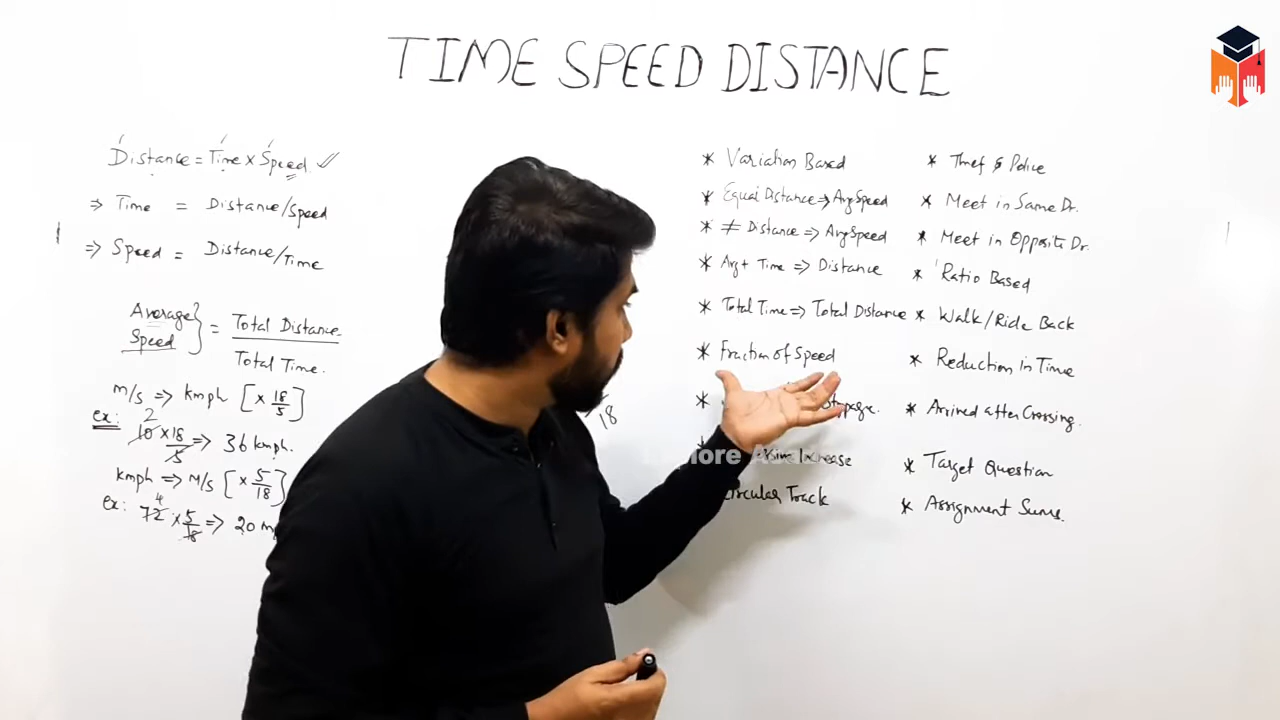 TIME SPEED DISTANCE
Distance = Time x Speed
⇒ Time = Distance/Speed
⇒ Speed = Distance/Time
Average Speed } = Total Distance / Total Time.
M/s ⇒ kmph [x 18/5]
ex: 10 x 18/5 ⇒ 36 kmph.
2
kmph ⇒ M/s [x 5/18]
ex: 72 x 5/18 ⇒ 20 m
4
18
* Variation Based
* Equal Distance ⇒ Avg Speed
* ≠ Distance ⇒ Avg Speed
* Avg + Time ⇒ Distance
* Total Time ⇒ Total Distance
* Fraction of Speed
*
Increase
Circular Track
* Thief & Police
* Meet in Same Dr.
* Meet in Opposite Dr.
* Ratio Based
* Walk/Ride Back
* Reduction in Time
* Arrived after Crossing.
* Target Question
* Assignment Sums.